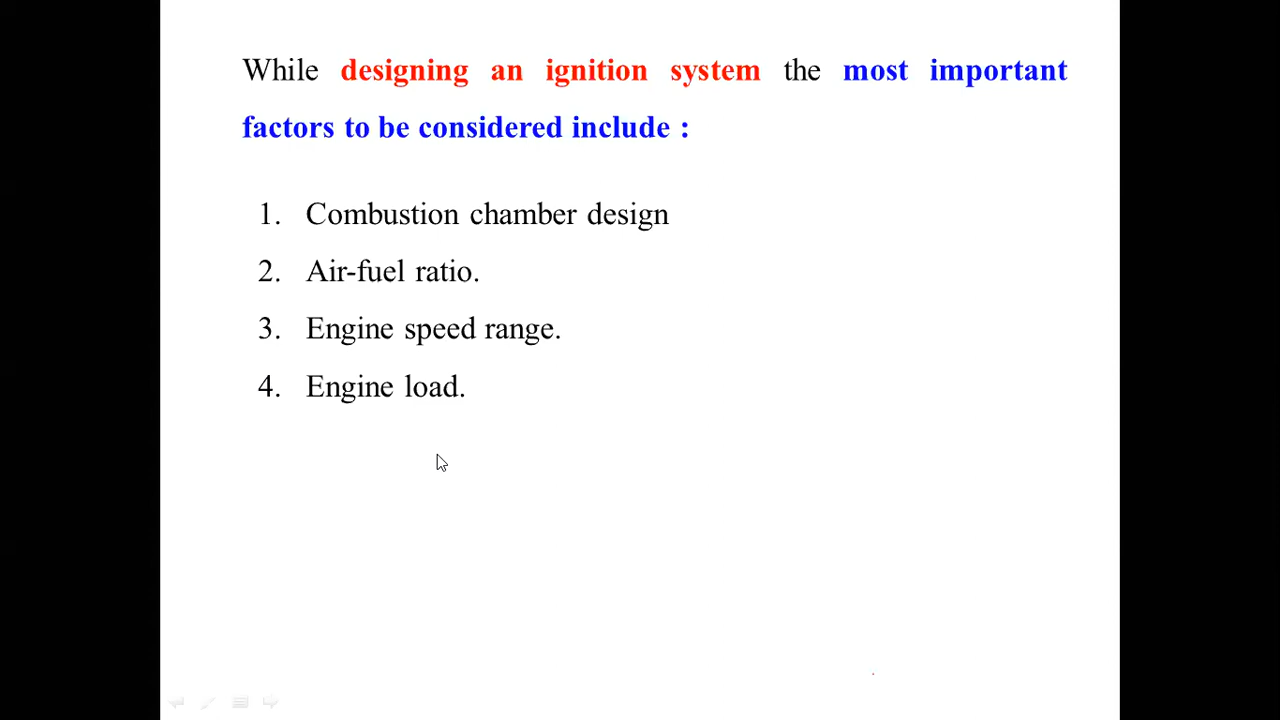 While designing an ignition system the most important
factors to be considered include :
1. Combustion chamber design
2. Air-fuel ratio.
3. Engine speed range.
4. Engine load.